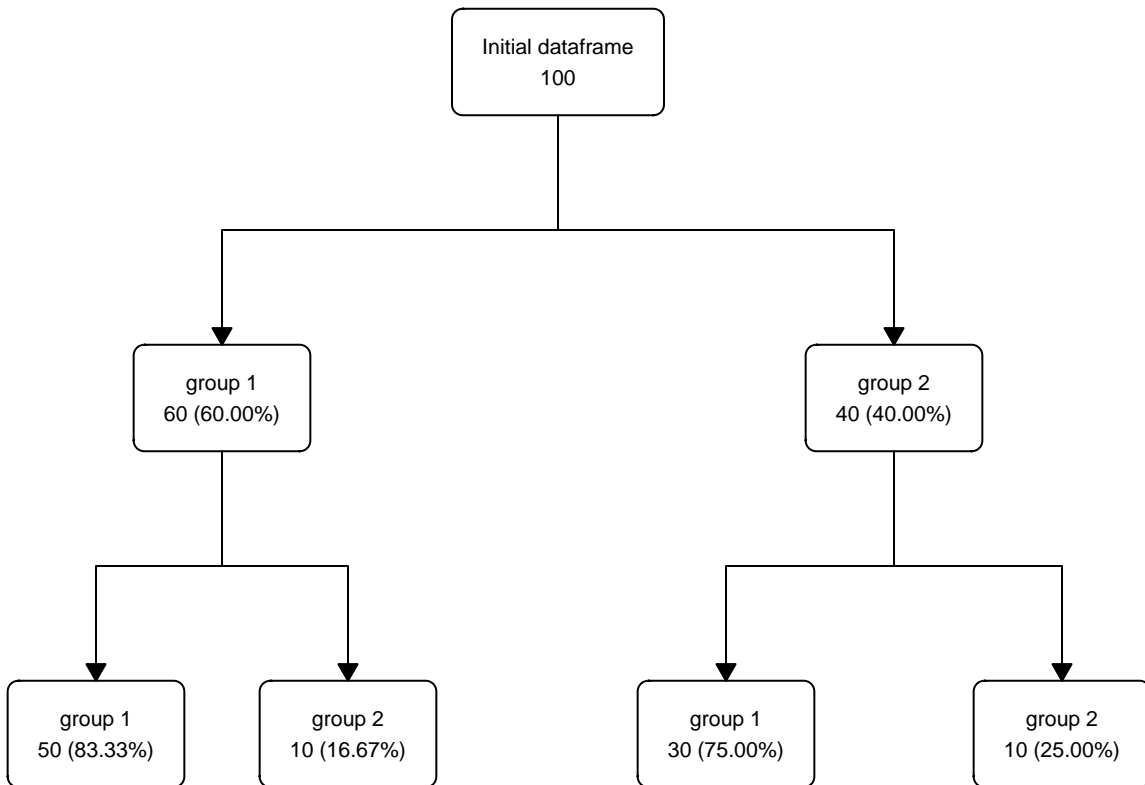 Initial dataframe
100
group 1
60 (60.00%)
group 2
40 (40.00%)
group 1
50 (83.33%)
group 2
10 (16.67%)
group 1
30 (75.00%)
group 2
10 (25.00%)